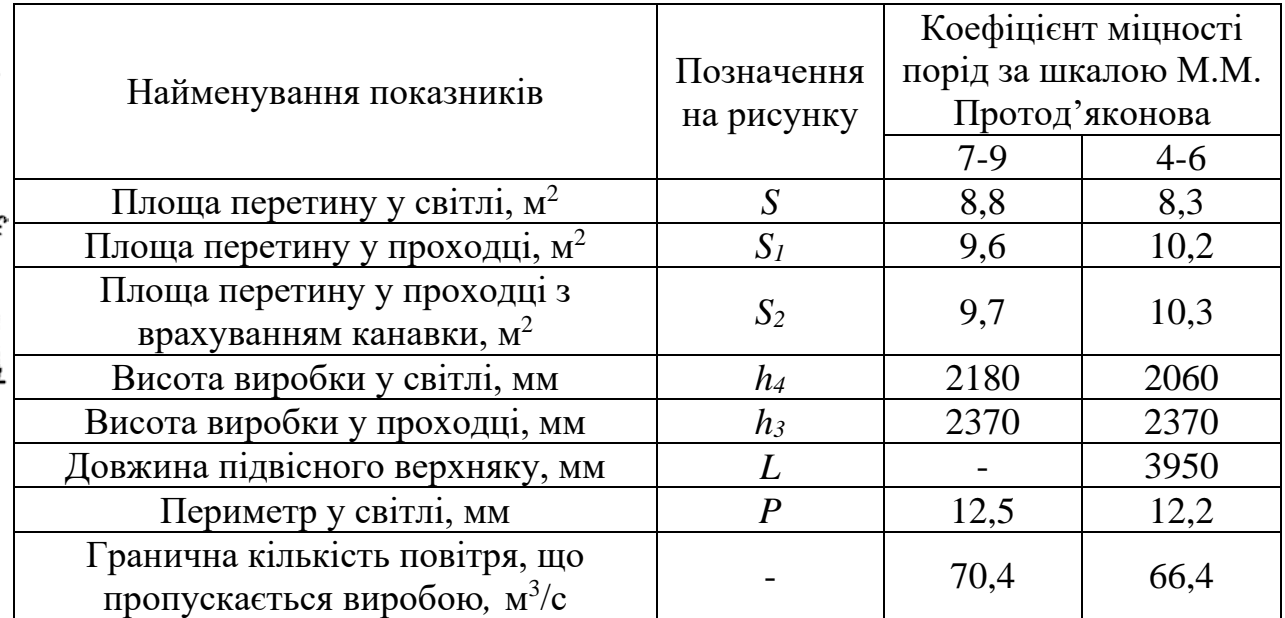 Найменування показників
Позначення
на рисунку
Коефіцієнт міцності
порід за шкалою М.М.
Протод’яконова
7-9 4-6
Площа перетину у світлі, м² S 8,8 8,3
Площа перетину у проходці, м² S₁ 9,6 10,2
Площа перетину у проходці з
врахуванням канавки, м² S₂ 9,7 10,3
Висота виробки у світлі, мм h₄ 2180 2060
Висота виробки у проходці, мм h₃ 2370 2370
Довжина підвісного верхняку, мм L - 3950
Периметр у світлі, мм P 12,5 12,2
Гранична кількість повітря, що
пропускається виробою, м³/с - 70,4 66,4